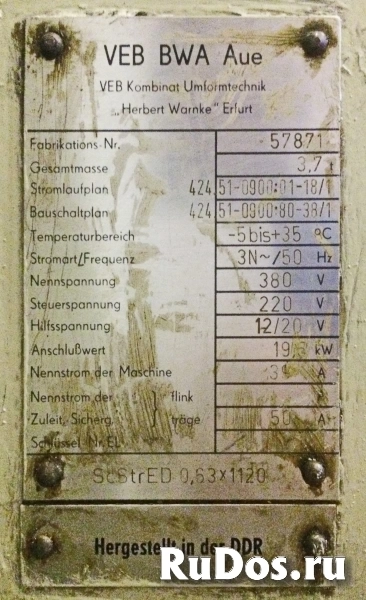 VEB BWA Aue
VEB Kombinat Umformtechnik
„Herbert Warnke" Erfurt
Fabrikations-Nr. 57871
Gesamtmasse 3,7
Stromlaufplan 424 51-0900:01-18/1
Bauschaltplan 424 51-0900:80-38/1
Temperaturbereich -5 bis +35 °C
Stromart/Frequenz 3N~/50 Hz
Nennspannung 380 V
Steuerspannung 220 V
Hilfsspannung 12/20 V
Anschlußwert kW
Nennstrom der Maschine A
Nennstrom der flink
Zuleit. Sicherg. träge 50 A
Schlüssel Nr. EL
ScStrED 0,63x1120
Hergestellt in der DDR
RuDos.ru